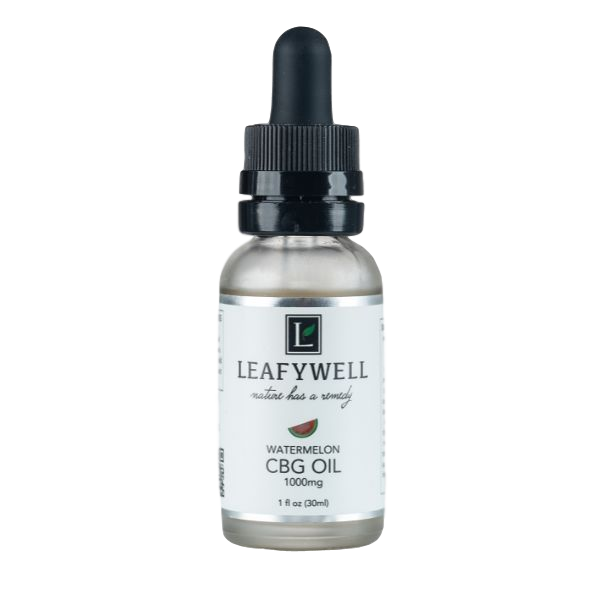 L
LEAFYWELL
nature has a remedy
WATERMELON
CBG OIL
1000mg
1 fl oz (30ml)